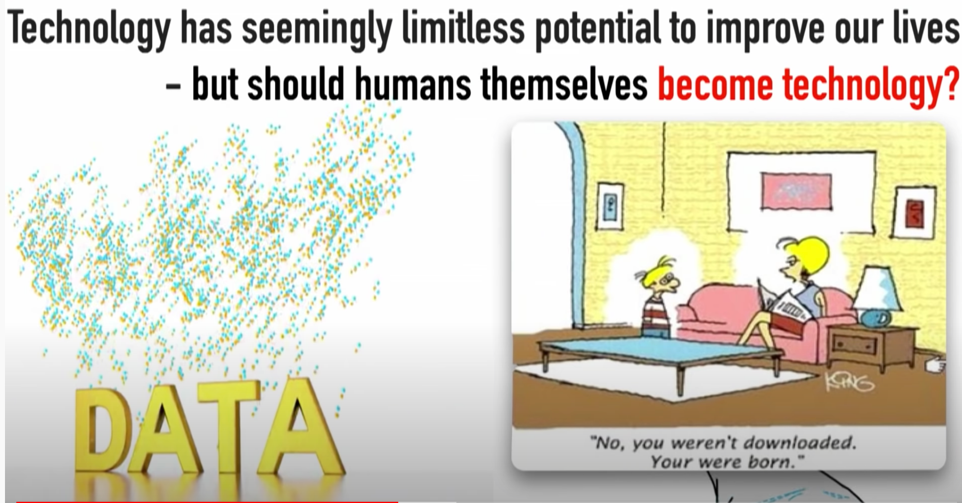 Technology has seemingly limitless potential to improve our lives
– but should humans themselves become technology?
DATA
KING
"No, you weren't downloaded.
Your were born."